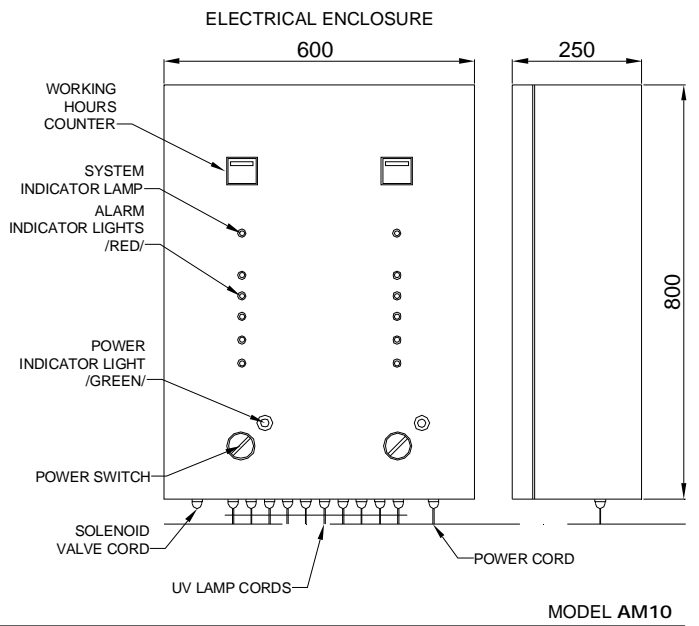 ELECTRICAL ENCLOSURE
600
250
WORKING
HOURS
COUNTER
SYSTEM
INDICATOR LAMP
ALARM
INDICATOR LIGHTS
/RED/
800
POWER
INDICATOR LIGHT
/GREEN/
POWER SWITCH
SOLENOID
VALVE CORD
POWER CORD
UV LAMP CORDS
MODEL AM10